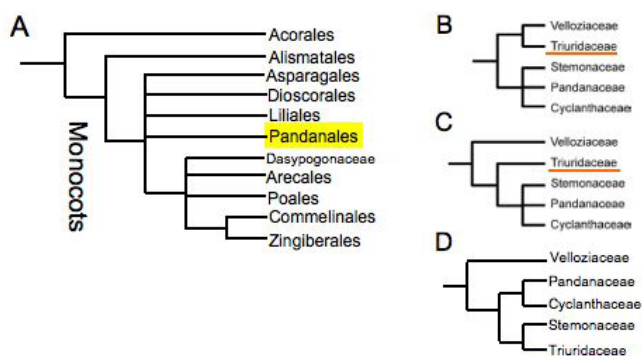 A
Acorales
Alismatales
Asparagales
Dioscorales
Liliales
Pandanales
Dasypogonaceae
Arecales
Poales
Commelinales
Zingiberales
Monocots
B
Velloziaceae
Triuridaceae
Stemonaceae
Pandanaceae
Cyclanthaceae
C
Velloziaceae
Triuridaceae
Stemonaceae
Pandanaceae
Cyclanthaceae
D
Velloziaceae
Pandanaceae
Cyclanthaceae
Stemonaceae
Triuridaceae